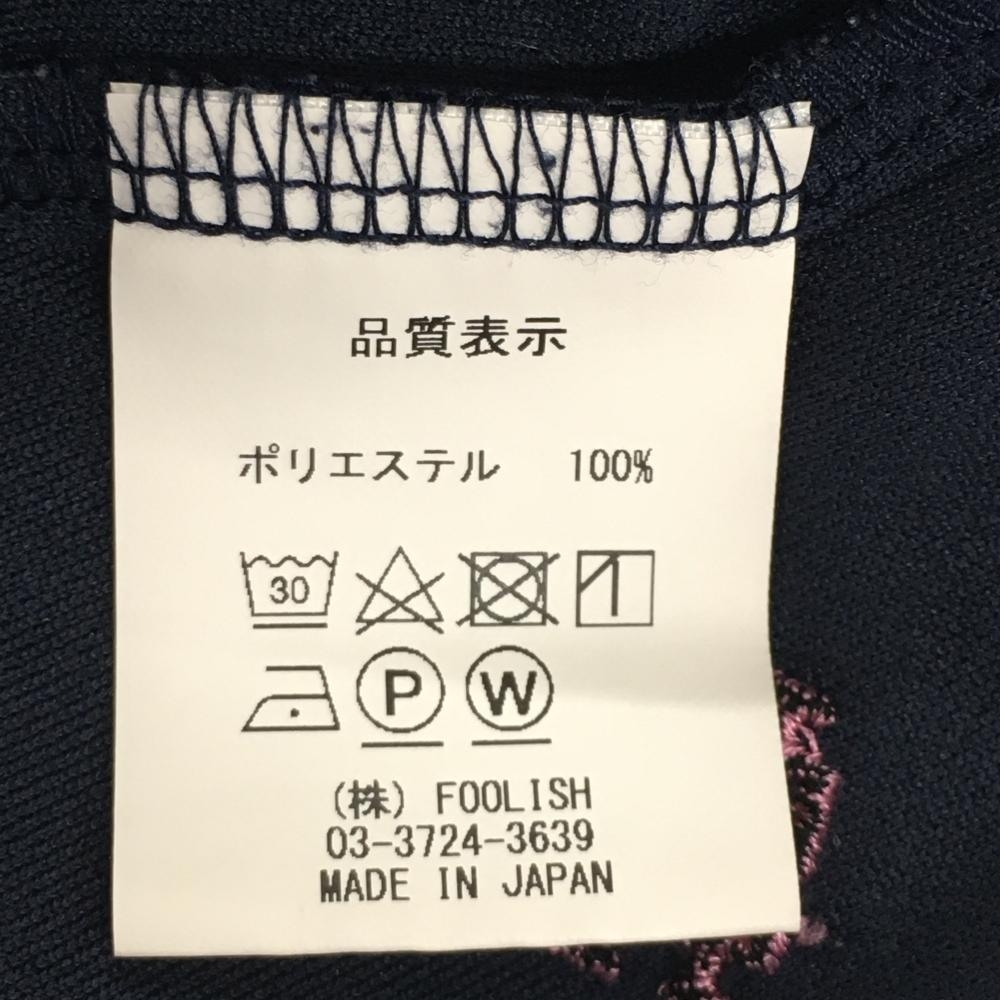 品質表示
ポリエステル 100%
30
P W
(株) FOOLISH
03-3724-3639
MADE IN JAPAN